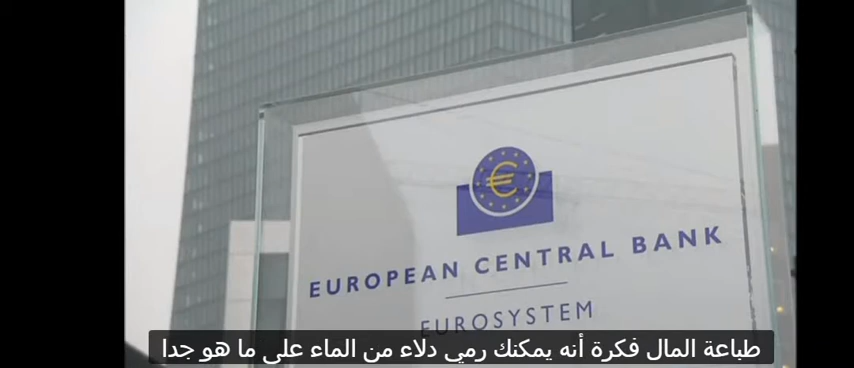 €
EUROPEAN CENTRAL BANK
EUROSYSTEM
طباعة المال فكرة أنه يمكنك رمي دلاء من الماء على ما هو جدا